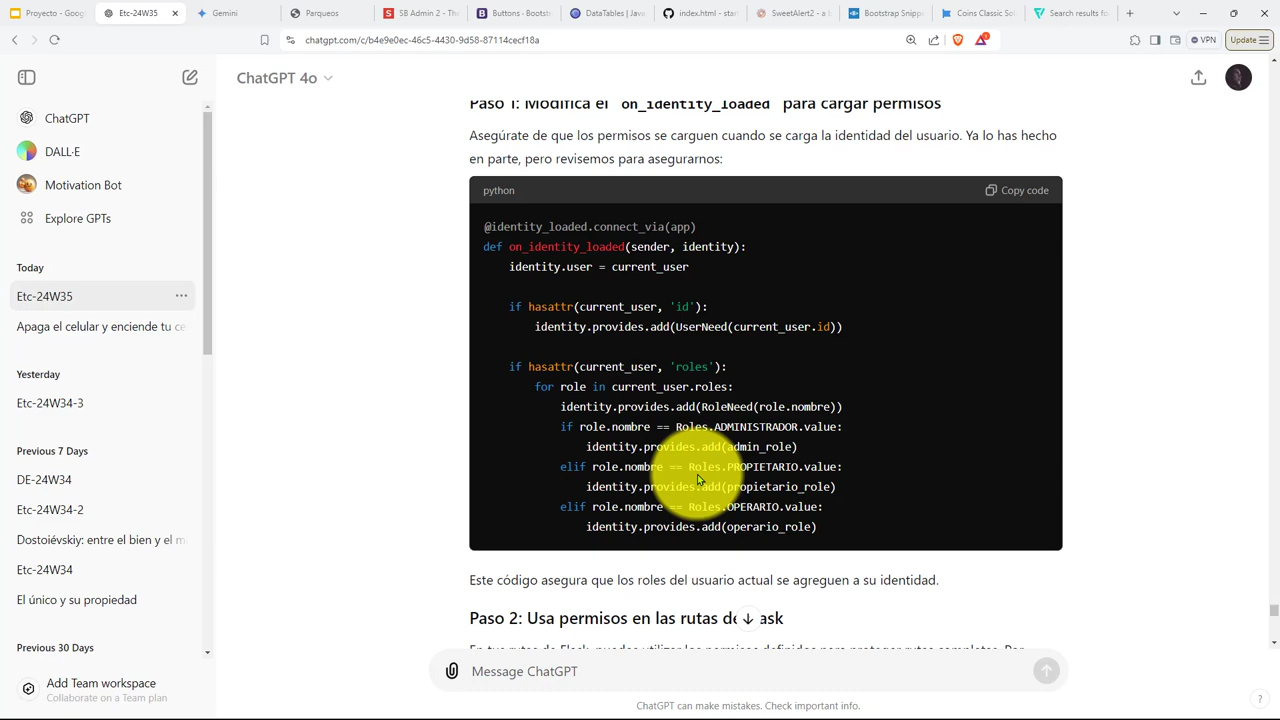 Proyecto - Goog
Etc-24W35
Gemini
Parqueos
SB Admin 2 - The
Buttons - Bootstr
DataTables | Java
index.html - star
SweetAlert2 - a b
Bootstrap Snippe
Coins Classic Sol
Search results fo
chatgpt.com/c/b4e9e0ec-46c5-4430-9d58-87114cecf18a
VPN
Update
ChatGPT 4o
ChatGPT
DALL·E
Motivation Bot
Explore GPTs
Today
Etc-24W35
Apaga el celular y enciende tu ce
Yesterday
Etc-24W34-3
Previous 7 Days
DE-24W34
Etc-24W34-2
Dostoiévskiy: entre el bien y el m
Etc-24W34
El único y su propiedad
Previous 30 Days
Add Team workspace
Collaborate on a Team plan
Paso 1: Modifica el on_identity_loaded para cargar permisos
Asegúrate de que los permisos se carguen cuando se carga la identidad del usuario. Ya lo has hecho
en parte, pero revisemos para asegurarnos:
python
Copy code
@identity_loaded.connect_via(app)
def on_identity_loaded(sender, identity):
identity.user = current_user
if hasattr(current_user, 'id'):
identity.provides.add(UserNeed(current_user.id))
if hasattr(current_user, 'roles'):
for role in current_user.roles:
identity.provides.add(RoleNeed(role.nombre))
if role.nombre == Roles.ADMINISTRADOR.value:
identity.provides.add(admin_role)
elif role.nombre == Roles.PROPIETARIO.value:
identity.provides.add(propietario_role)
elif role.nombre == Roles.OPERARIO.value:
identity.provides.add(operario_role)
Este código asegura que los roles del usuario actual se agreguen a su identidad.
Paso 2: Usa permisos en las rutas de ask
Message ChatGPT
ChatGPT can make mistakes. Check important info.
?